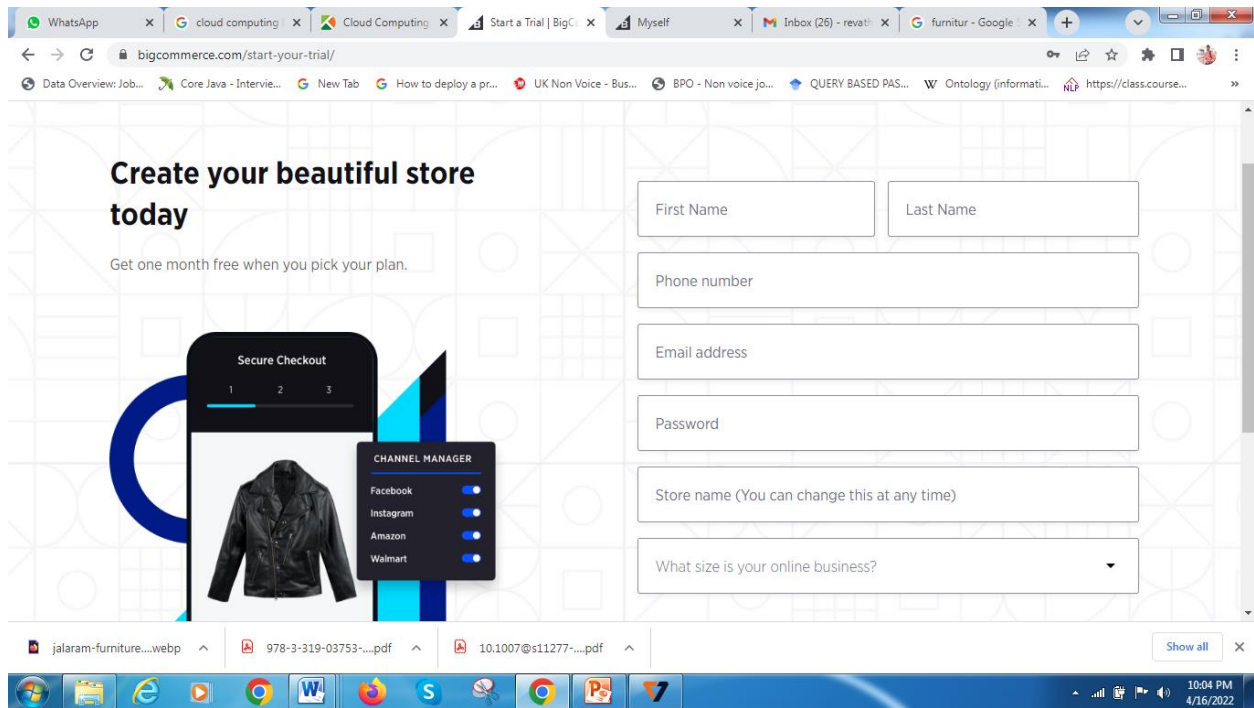 WhatsApp
cloud computing
Cloud Computing
Start a Trial | BigC
Myself
Inbox (26) - revath
furnitur - Google S
bigcommerce.com/start-your-trial/
Data Overview: Job...
Core Java - Intervie...
New Tab
How to deploy a pr...
UK Non Voice - Bus...
BPO - Non voice jo...
QUERY BASED PAS...
Ontology (informati...
NLP
https://class.course...
Create your beautiful store
today
Get one month free when you pick your plan.
First Name
Last Name
Phone number
Email address
Password
Store name (You can change this at any time)
What size is your online business?
Secure Checkout
1 2 3
CHANNEL MANAGER
Facebook
Instagram
Amazon
Walmart
jalaram-furniture....webp
978-3-319-03753-....pdf
10.1007@s11277-....pdf
Show all
10:04 PM
4/16/2022